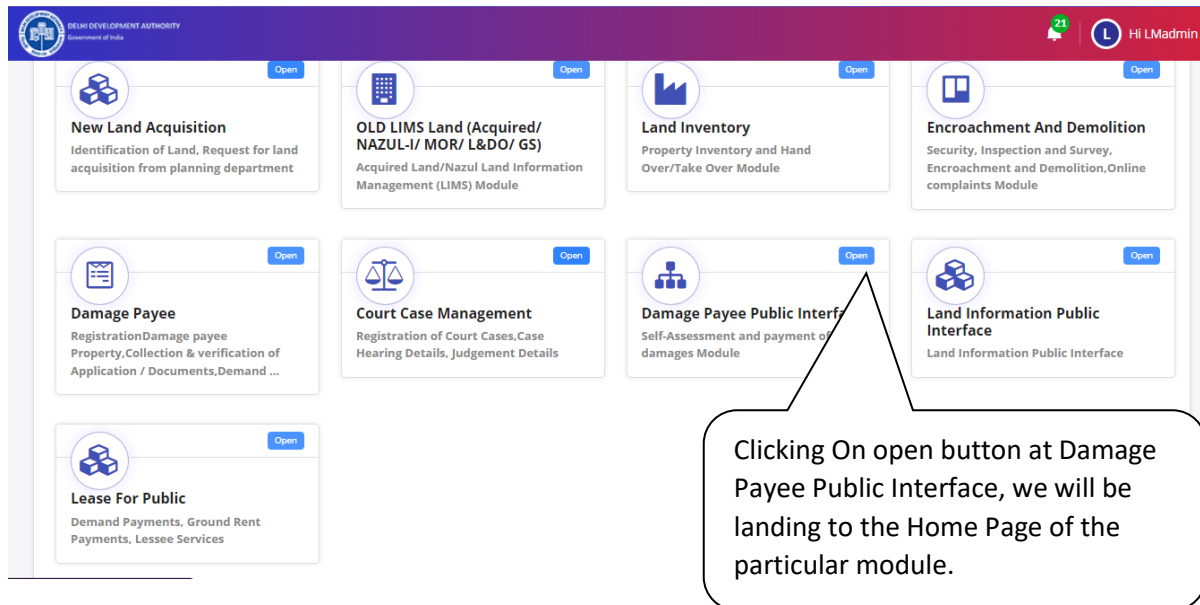 DELHI DEVELOPMENT AUTHORITY
Government of India
21
L
Hi LMadmin
Open
New Land Acquisition
Identification of Land, Request for land
acquisition from planning department
Open
OLD LIMS Land (Acquired/
NAZUL-I/ MOR/ L&DO/ GS)
Acquired Land/Nazul Land Information
Management (LIMS) Module
Open
Land Inventory
Property Inventory and Hand
Over/Take Over Module
Open
Encroachment And Demolition
Security, Inspection and Survey,
Encroachment and Demolition,Online
complaints Module
Open
Damage Payee
RegistrationDamage payee
Property,Collection & verification of
Application / Documents,Demand ...
Open
Court Case Management
Registration of Court Cases,Case
Hearing Details, Judgement Details
Open
Damage Payee Public
Self-Assessment and payment of
damages Module
Open
Land Information Public
Interface
Land Information Public Interface
Open
Lease For Public
Demand Payments, Ground Rent
Payments, Lessee Services
Clicking On open button at Damage
Payee Public Interface, we will be
landing to the Home Page of the
particular module.